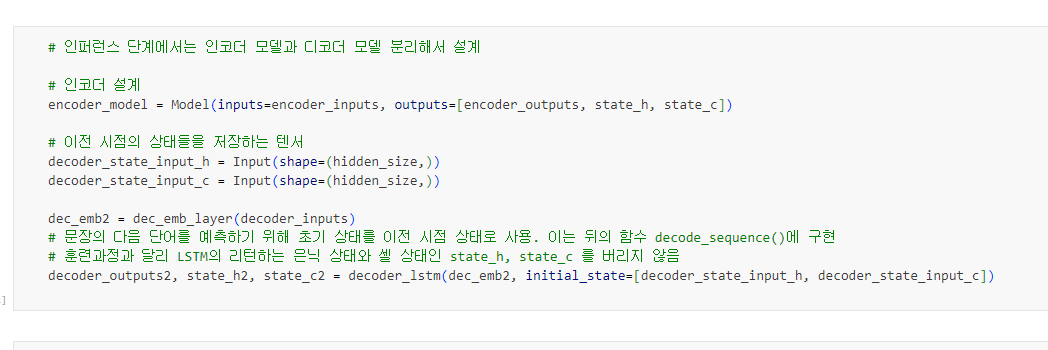 # 인퍼런스 단계에서는 인코더 모델과 디코더 모델 분리해서 설계
# 인코더 설계
encoder_model = Model(inputs=encoder_inputs, outputs=[encoder_outputs, state_h, state_c])
# 이전 시점의 상태들을 저장하는 텐서
decoder_state_input_h = Input(shape=(hidden_size,))
decoder_state_input_c = Input(shape=(hidden_size,))
dec_emb2 = dec_emb_layer(decoder_inputs)
# 문장의 다음 단어를 예측하기 위해 초기 상태를 이전 시점 상태로 사용. 이는 뒤의 함수 decode_sequence()에 구현
# 훈련과정과 달리 LSTM의 리턴하는 은닉 상태와 셀 상태인 state_h, state_c 를 버리지 않음
decoder_outputs2, state_h2, state_c2 = decoder_lstm(dec_emb2, initial_state=[decoder_state_input_h, decoder_state_input_c])